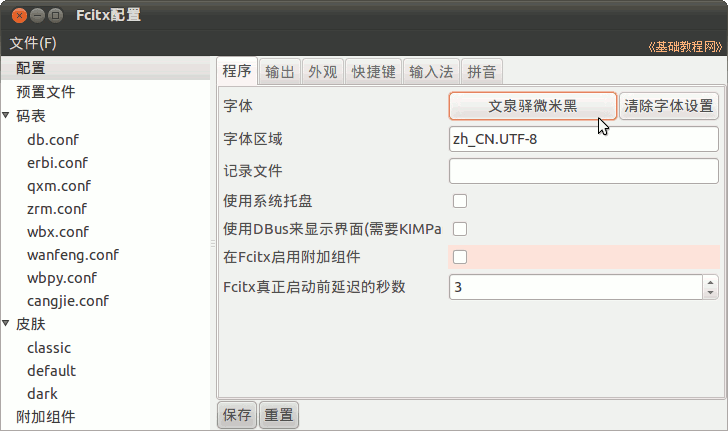 Fcitx配置
文件(F)
《基础教程网》
配置
预置文件
码表
db.conf
erbi.conf
qxm.conf
zrm.conf
wbx.conf
wanfeng.conf
wbpy.conf
cangjie.conf
皮肤
classic
default
dark
附加组件
程序 输出 外观 快捷键 输入法 拼音
字体 文泉驿微米黑 清除字体设置
字体区域 zh_CN.UTF-8
记录文件
使用系统托盘
使用DBus来显示界面(需要KIMPa
在Fcitx启用附加组件
Fcitx真正启动前延迟的秒数 3
保存 重置